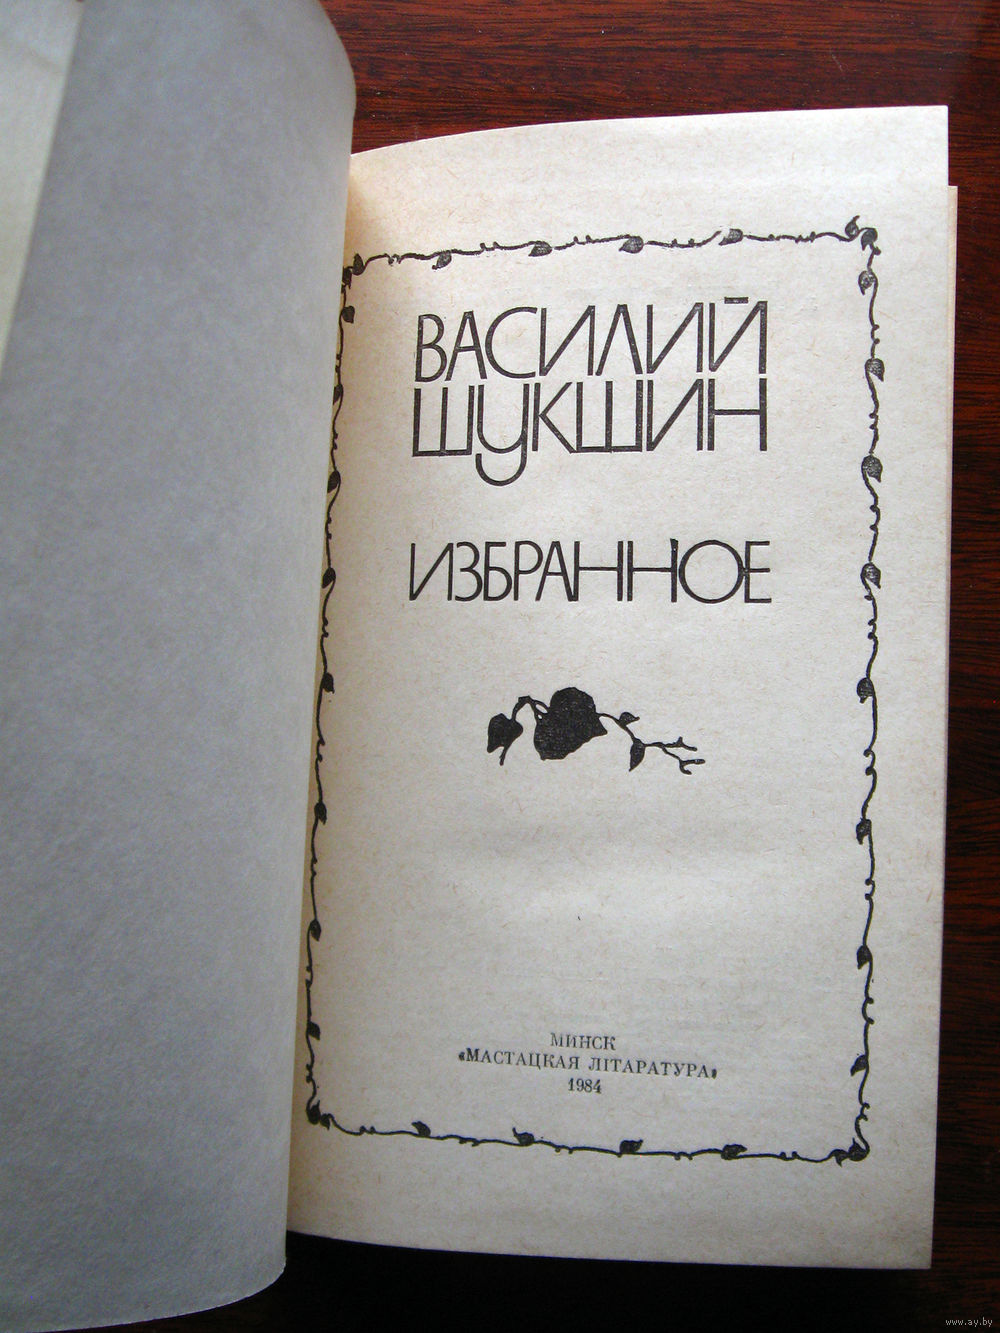 ВАСИЛИЙ
ШУКШИН
ИЗБРАННОЕ
МИНСК
«МАСТАЦКАЯ ЛІТАРАТУРА»
1984
www.ay.by